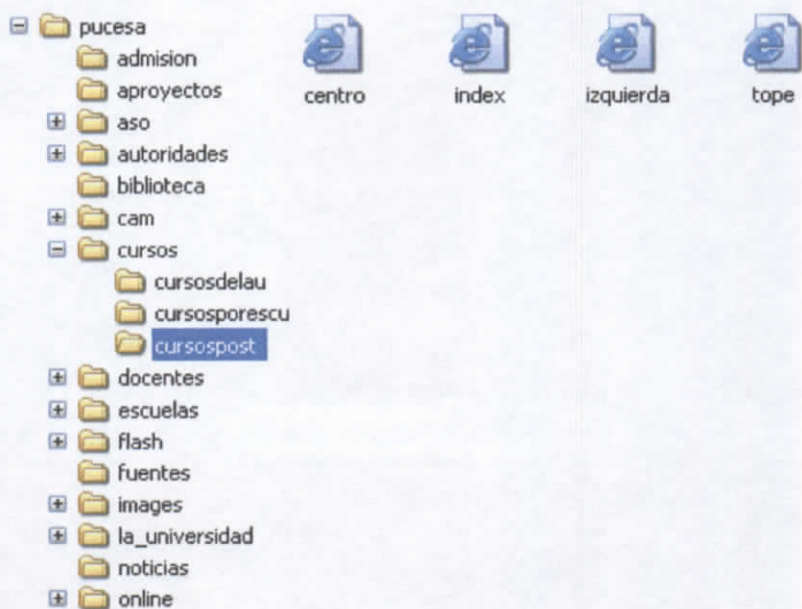 pucesa
admision
aproyectos
aso
autoridades
biblioteca
cam
cursos
cursosdelau
cursosporescu
cursospost
docentes
escuelas
flash
fuentes
images
la_universidad
noticias
online
centro
index
izquierda
tope